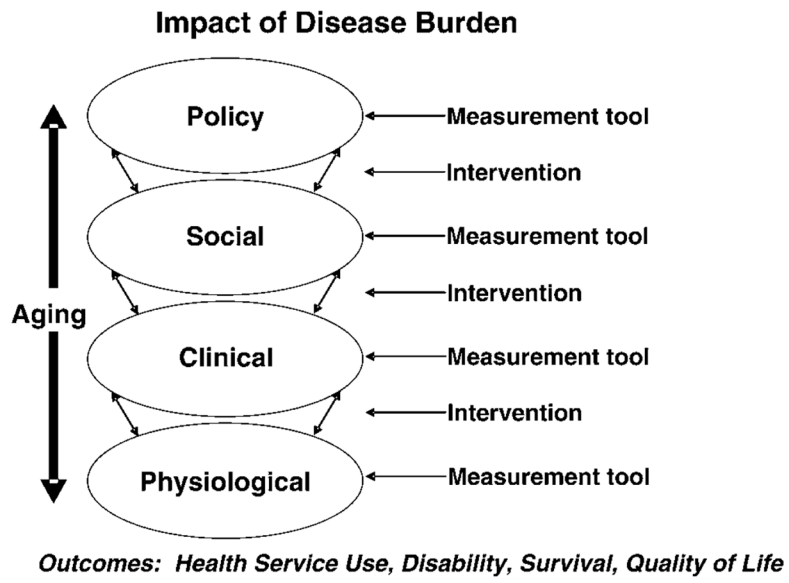 Impact of Disease Burden
Policy
Measurement tool
Intervention
Social
Measurement tool
Intervention
Aging
Clinical
Measurement tool
Intervention
Physiological
Measurement tool
Outcomes: Health Service Use, Disability, Survival, Quality of Life